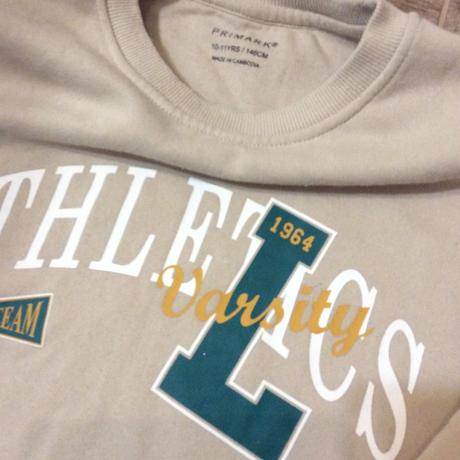 PRIMARK®
10-11YRS / 146CM
MADE IN CAMBODIA
THLETICS
1964
L
Varsity
TEAM